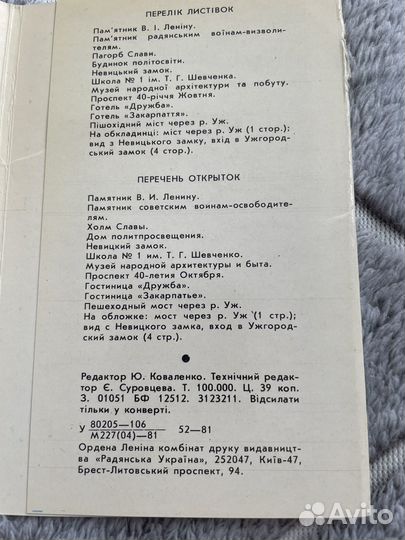 ПЕРЕЛІК ЛИСТІВОК
Пам'ятник В. І. Леніну.
Пам'ятник радянським воїнам-визволи-
телям.
Пагорб Слави.
Будинок політосвіти.
Невицький замок.
Школа № 1 ім. Т. Г. Шевченка.
Музей народної архітектури та побуту.
Проспект 40-річчя Жовтня.
Готель «Дружба».
Готель «Закарпаття».
Пішохідний міст через р. Уж.
На обкладинці: міст через р. Уж (1 стор.);
вид з Невицького замку, вхід в Ужгород-
ський замок (4 стор.).
ПЕРЕЧЕНЬ ОТКРЫТОК
Памятник В. И. Ленину.
Памятник советским воинам-освободите-
лям.
Холм Славы.
Дом политпросвещения.
Невицкий замок.
Школа № 1 им. Т. Г. Шевченко.
Музей народной архитектуры и быта.
Проспект 40-летия Октября.
Гостиница «Дружба».
Гостиница «Закарпатье».
Пешеходный мост через р. Уж.
На обложке: мост через р. Уж (1 стор.);
вид с Невицкого замка, вход в Ужгород-
ский замок (4 стр.).
Редактор Ю. Коваленко. Технічний редак-
тор Є. Суровцева. Т. 100.000. Ц. 39 коп.
З. 01051 БФ 12512. 3123211. Відсилати
тільки у конверті.
У 80205—106 / М227(04)—81 52—81
Ордена Леніна комбінат друку видавницт-
ва «Радянська Україна», 252047, Київ-47,
Брест-Литовський проспект, 94.
Avito